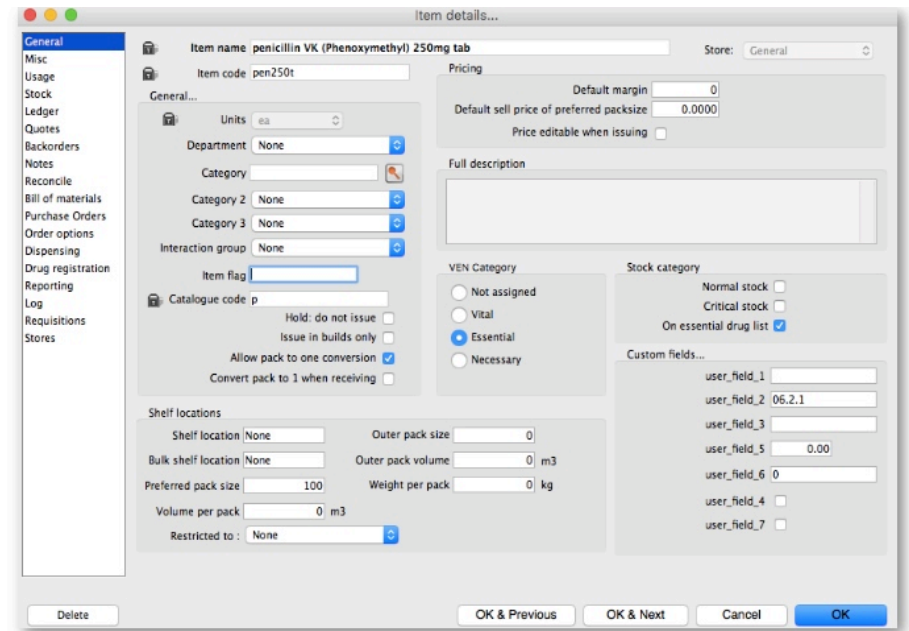 Item details...
General
Misc
Usage
Stock
Ledger
Quotes
Backorders
Notes
Reconcile
Bill of materials
Purchase Orders
Order options
Dispensing
Drug registration
Reporting
Log
Requisitions
Stores
Item name penicillin VK (Phenoxymethyl) 250mg tab
Store: General
Item code pen250t
General...
Units ea
Department None
Category
Category 2 None
Category 3 None
Interaction group None
Item flag
Catalogue code p
Hold: do not issue
Issue in builds only
Allow pack to one conversion
Convert pack to 1 when receiving
Pricing
Default margin 0
Default sell price of preferred packsize 0.0000
Price editable when issuing
Full description
VEN Category
Not assigned
Vital
Essential
Necessary
Stock category
Normal stock
Critical stock
On essential drug list
Custom fields...
user_field_1
user_field_2 06.2.1
user_field_3
user_field_5 0.00
user_field_6 0
user_field_4
user_field_7
Shelf locations
Shelf location None
Outer pack size 0
Bulk shelf location None
Outer pack volume 0 m3
Preferred pack size 100
Weight per pack 0 kg
Volume per pack 0 m3
Restricted to : None
Delete
OK & Previous
OK & Next
Cancel
OK